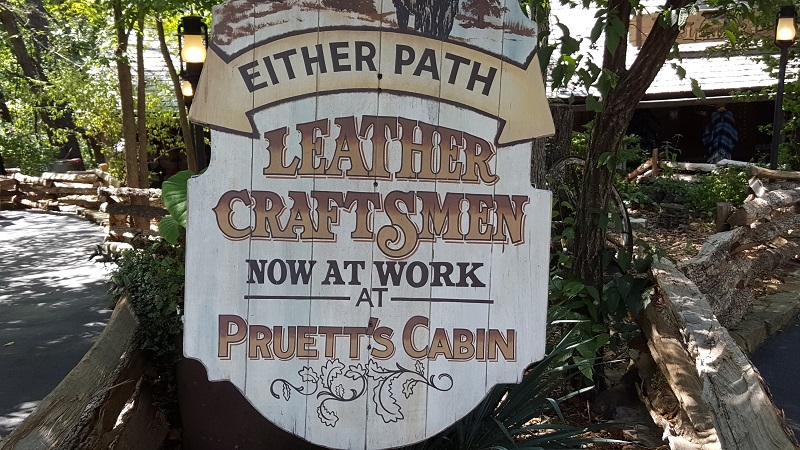 EITHER PATH
LEATHER
CRAFTSMEN
NOW AT WORK
AT
PRUETT'S CABIN